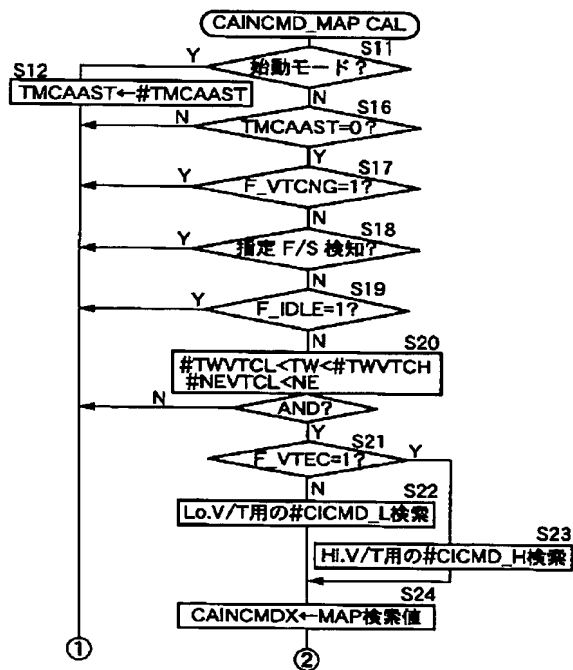 CAINCMD_MAP CAL
S11
始動モード?
Y
N
S12
TMCAAST←#TMCAAST
S16
TMCAAST=0?
N
Y
S17
F_VTCNG=1?
Y
N
S18
指定 F/S 検知?
Y
N
S19
F_IDLE=1?
Y
N
S20
#TWVTCL<TW<#TWVTCH
#NEVTCL<NE
AND?
N
Y
S21
F_VTEC=1?
Y
N
S22
Lo.V/T用の#CICMD_L検索
S23
Hi.V/T用の#CICMD_H検索
S24
CAINCMDX←MAP検索値
① ②